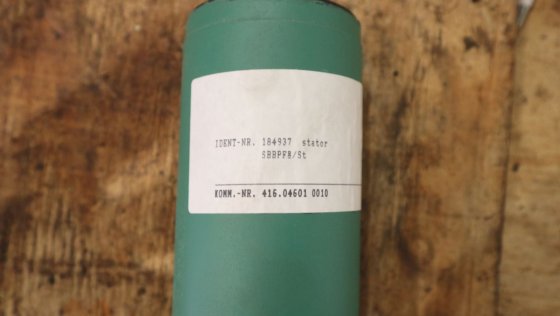 IDENT-NR. 184937 stator
SBBPF8/St
KOMM.-NR. 416.04601 0010